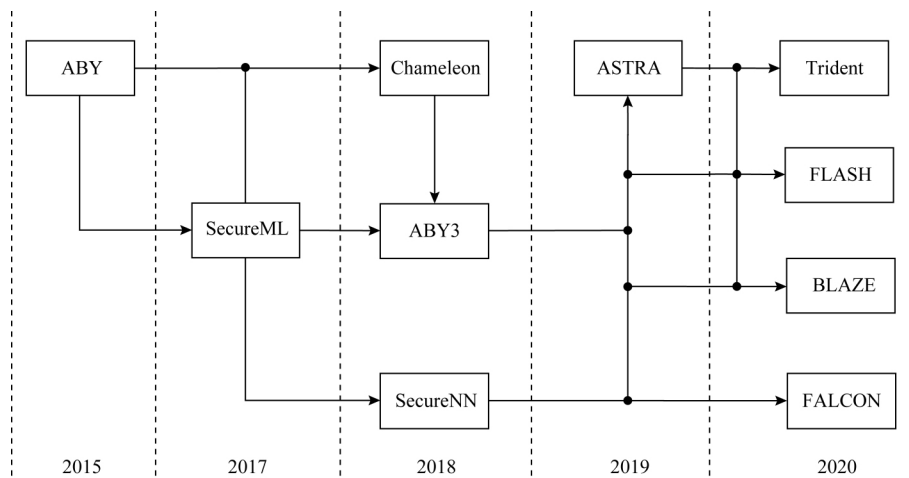 ABY
Chameleon
ASTRA
Trident
FLASH
SecureML
ABY3
BLAZE
SecureNN
FALCON
2015
2017
2018
2019
2020